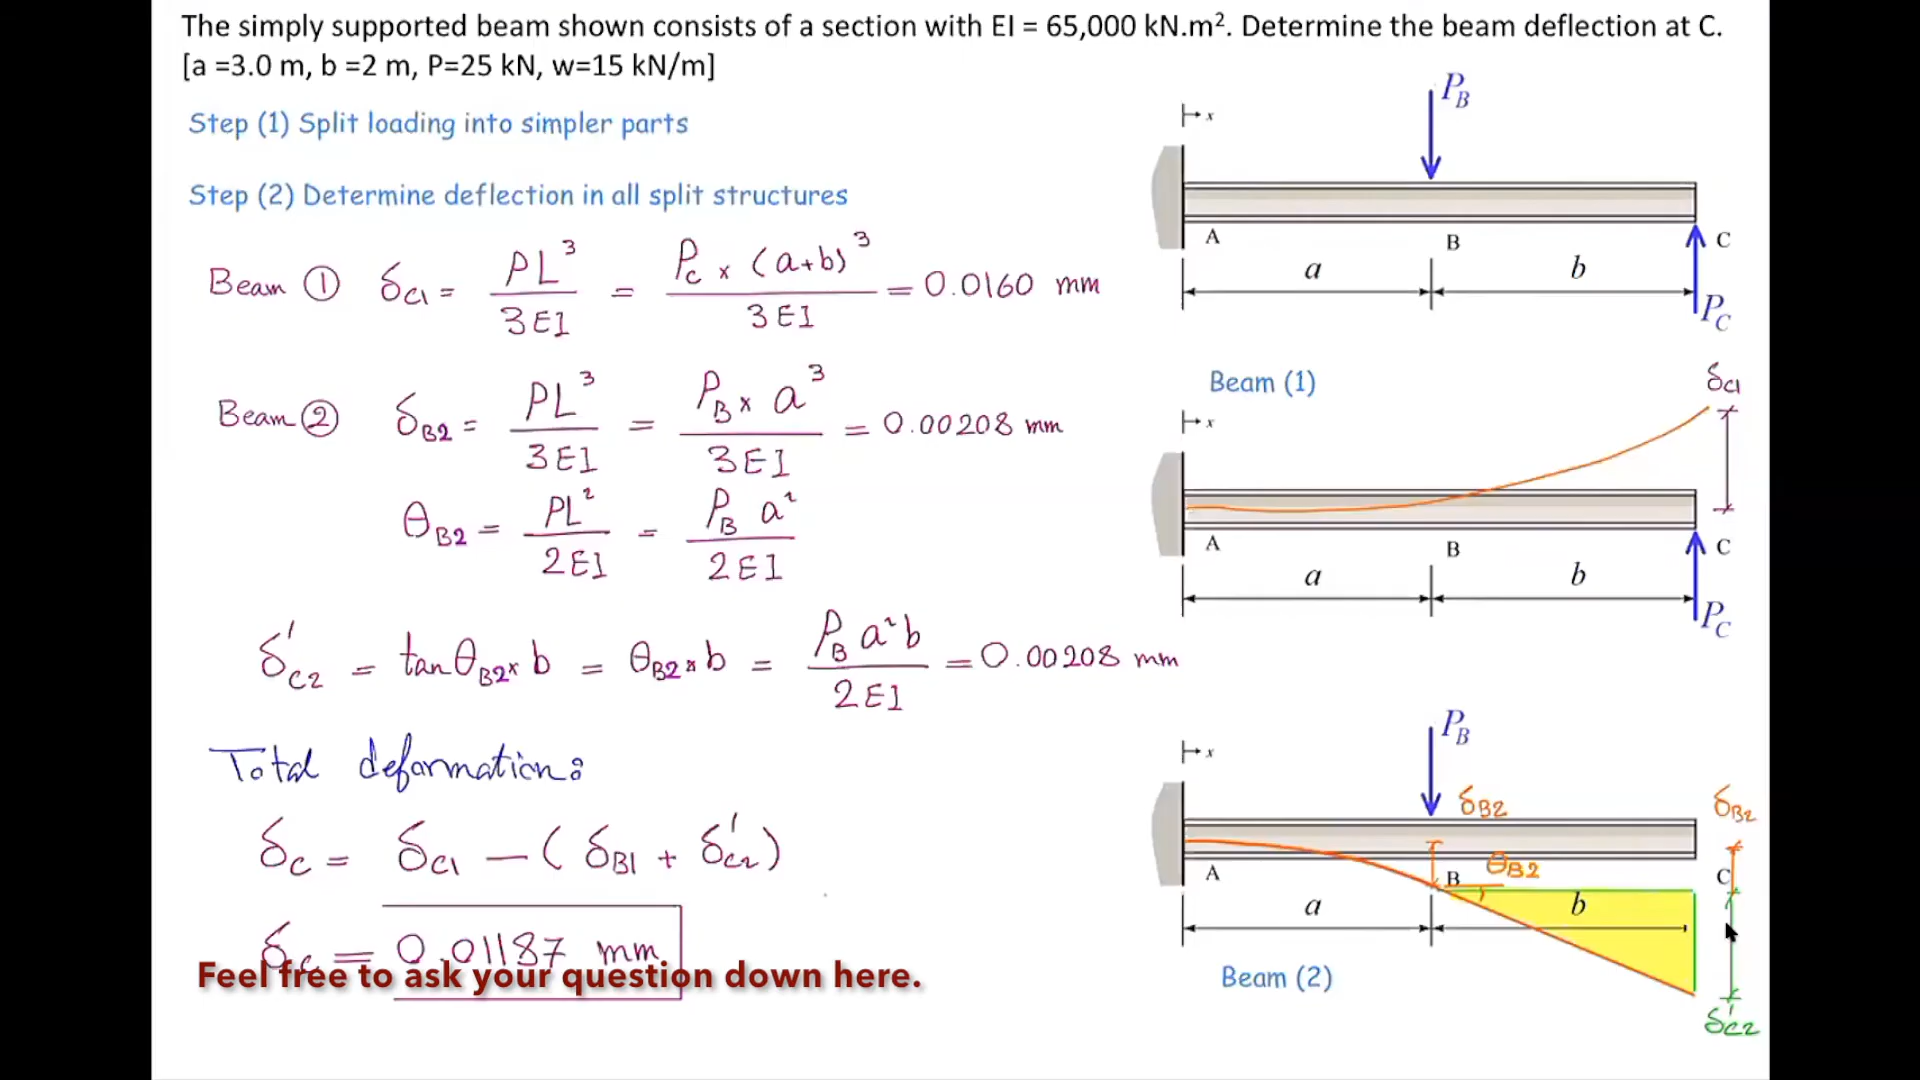 The simply supported beam shown consists of a section with EI = 65,000 kN.m². Determine the beam deflection at C.
[a =3.0 m, b =2 m, P=25 kN, w=15 kN/m]
Step (1) Split loading into simpler parts
Step (2) Determine deflection in all split structures
Beam ① δC1 = PL³/3EI = PC × (a+b)³/3EI = 0.0160 mm
Beam ② δB2 = PL³/3EI = PB × a³/3EI = 0.00208 mm
θB2 = PL²/2EI = PB a²/2EI
δ'C2 = tanθB2 × b = θB2 × b = PB a²b/2EI = 0.00208 mm
Total deformation:
δC = δC1 – ( δB1 + δ'C2 )
δC = 0.01187 mm
Feel free to ask your question down here.
PB
x
A
B
C
a
b
PC
Beam (1)
δC1
x
A
B
C
a
b
PC
PB
x
δB2
δB2
A
B
θB2
C
a
b
Beam (2)
δ'C2